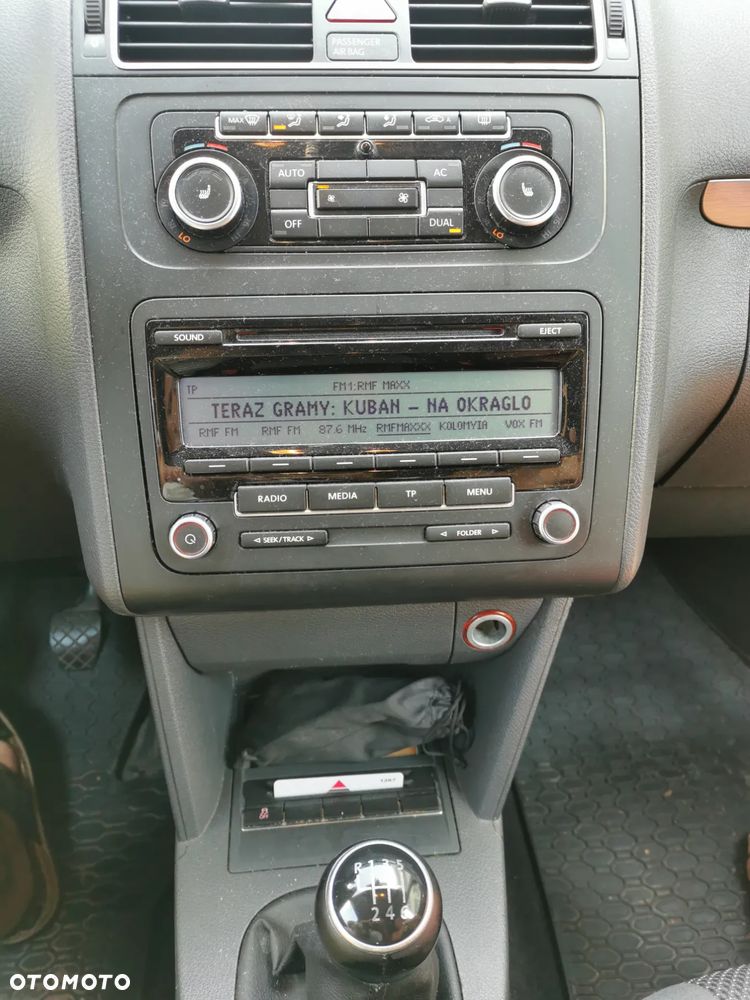 PASSENGER
AIR BAG
MAX A
AUTO AC
OFF DUAL
LO LO
SOUND EJECT
TP FM1:RMF MAXX
TERAZ GRAMY: KUBAN – NA OKRAGLO
RMF FM RMF FM 87.6 MHz RMFMAXXX KOLOMYIA VOX FM
RADIO MEDIA TP MENU
SEEK/TRACK FOLDER
R 1 3 5
2 4 6
OTOMOTO